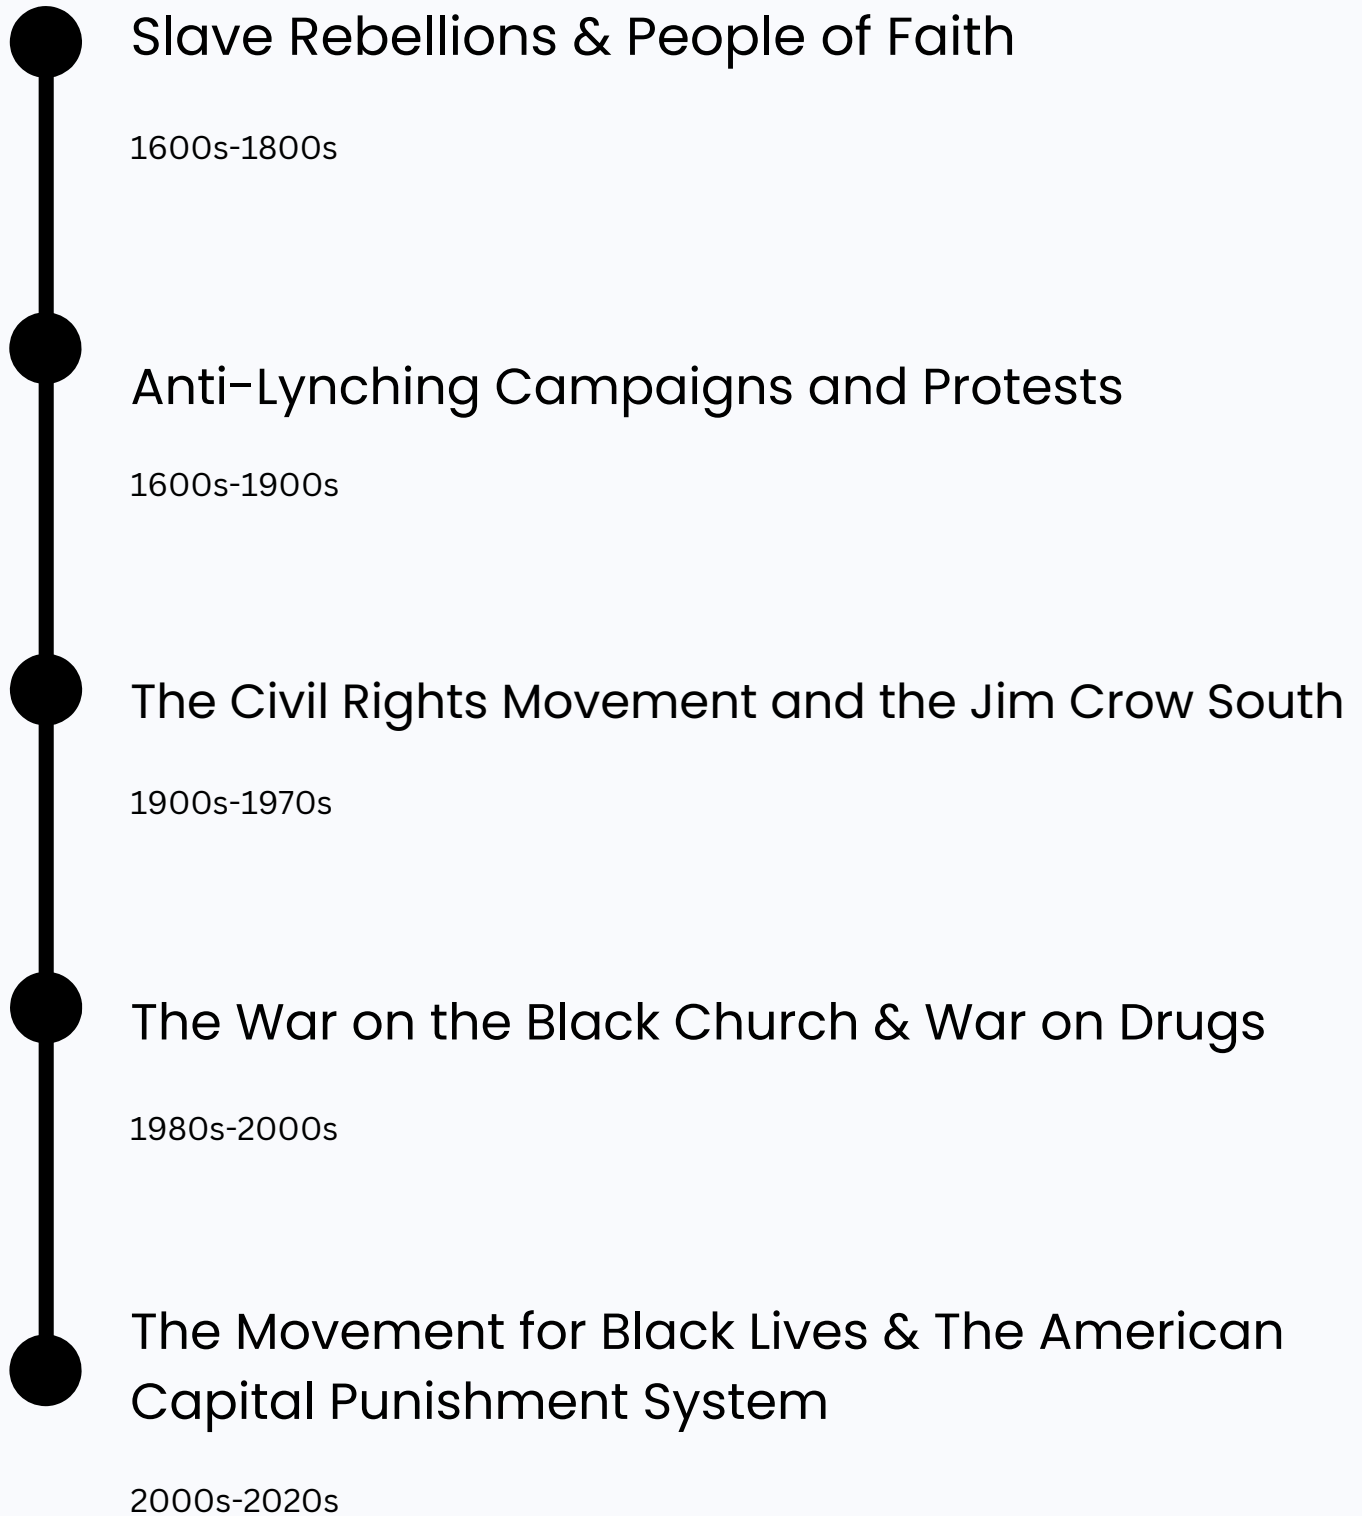 Slave Rebellions & People of Faith
1600s-1800s
Anti-Lynching Campaigns and Protests
1600s-1900s
The Civil Rights Movement and the Jim Crow South
1900s-1970s
The War on the Black Church & War on Drugs
1980s-2000s
The Movement for Black Lives & The American
Capital Punishment System
2000s-2020s